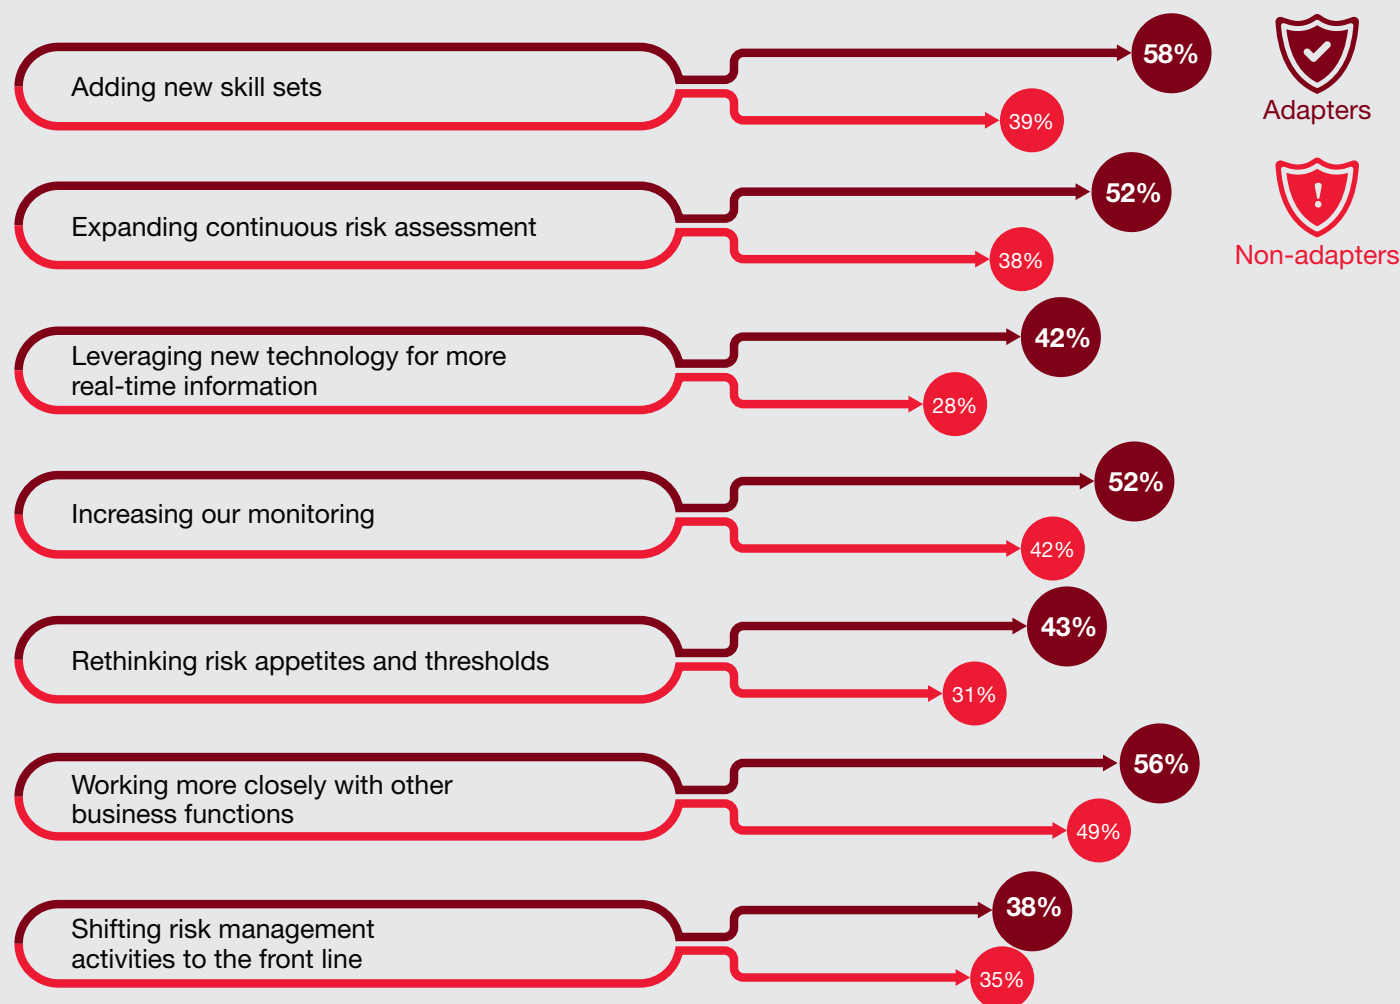 Adding new skill sets
58%
39%
Adapters
Expanding continuous risk assessment
52%
38%
Non-adapters
Leveraging new technology for more
real-time information
42%
28%
Increasing our monitoring
52%
42%
Rethinking risk appetites and thresholds
43%
31%
Working more closely with other
business functions
56%
49%
Shifting risk management
activities to the front line
38%
35%